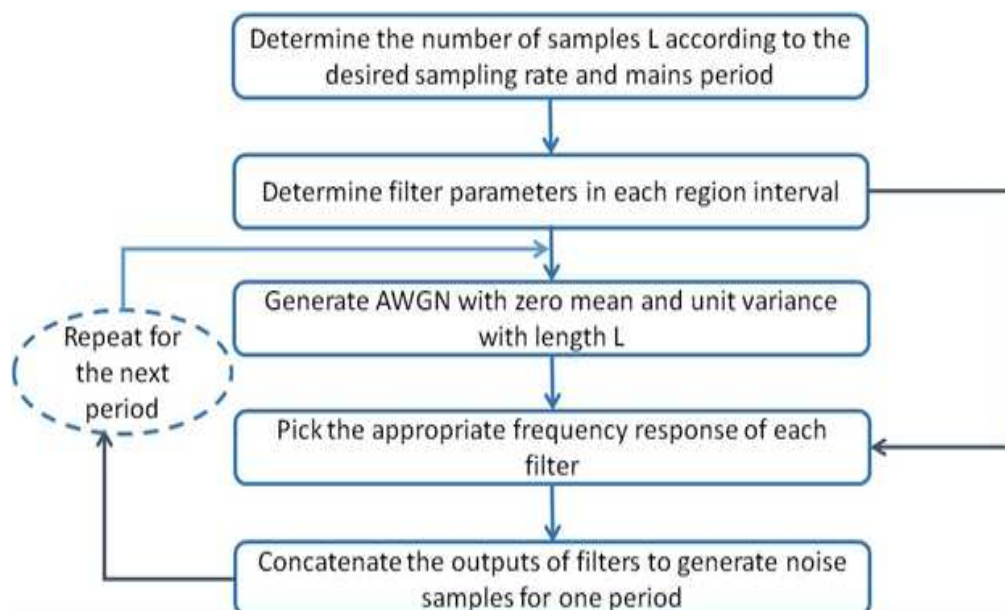 Determine the number of samples L according to the
desired sampling rate and mains period
Determine filter parameters in each region interval
Generate AWGN with zero mean and unit variance
with length L
Repeat for
the next
period
Pick the appropriate frequency response of each
filter
Concatenate the outputs of filters to generate noise
samples for one period